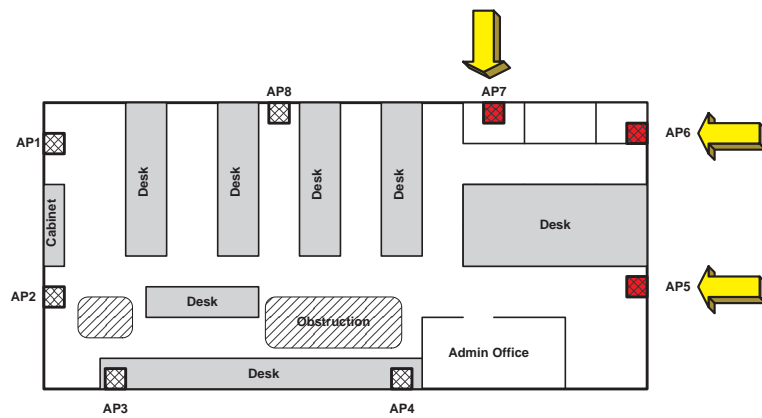 AP7
AP8
AP1
AP6
Desk
Desk
Desk
Desk
Cabinet
Desk
AP2
AP5
Desk
Obstruction
Admin Office
Desk
AP3
AP4